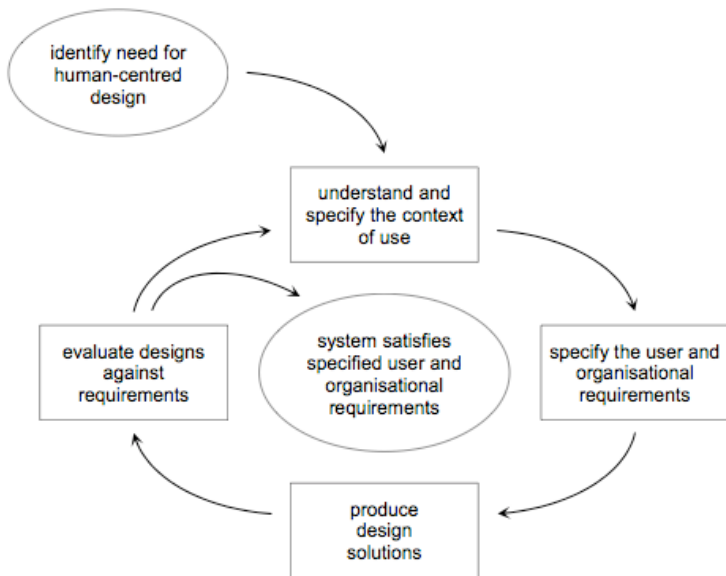 identify need for
human-centred
design
understand and
specify the context
of use
specify the user and
organisational
requirements
produce
design
solutions
evaluate designs
against
requirements
system satisfies
specified user and
organisational
requirements